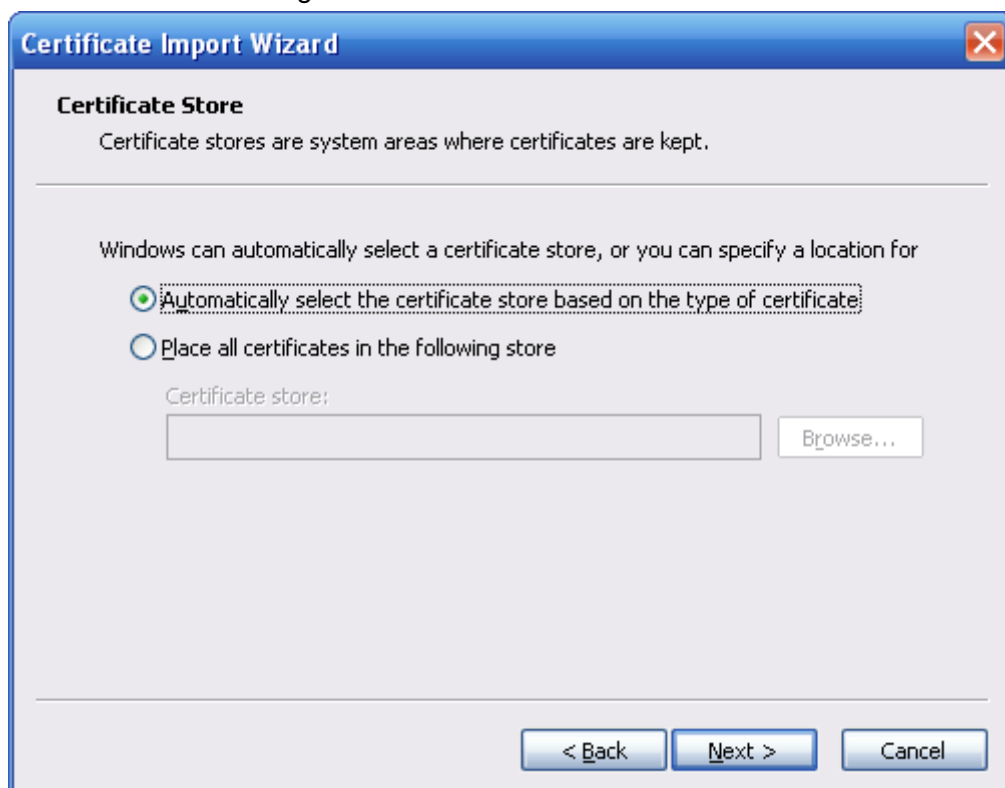 Certificate Import Wizard
Certificate Store
Certificate stores are system areas where certificates are kept.
Windows can automatically select a certificate store, or you can specify a location for
Automatically select the certificate store based on the type of certificate
Place all certificates in the following store
Certificate store:
Browse...
< Back Next > Cancel